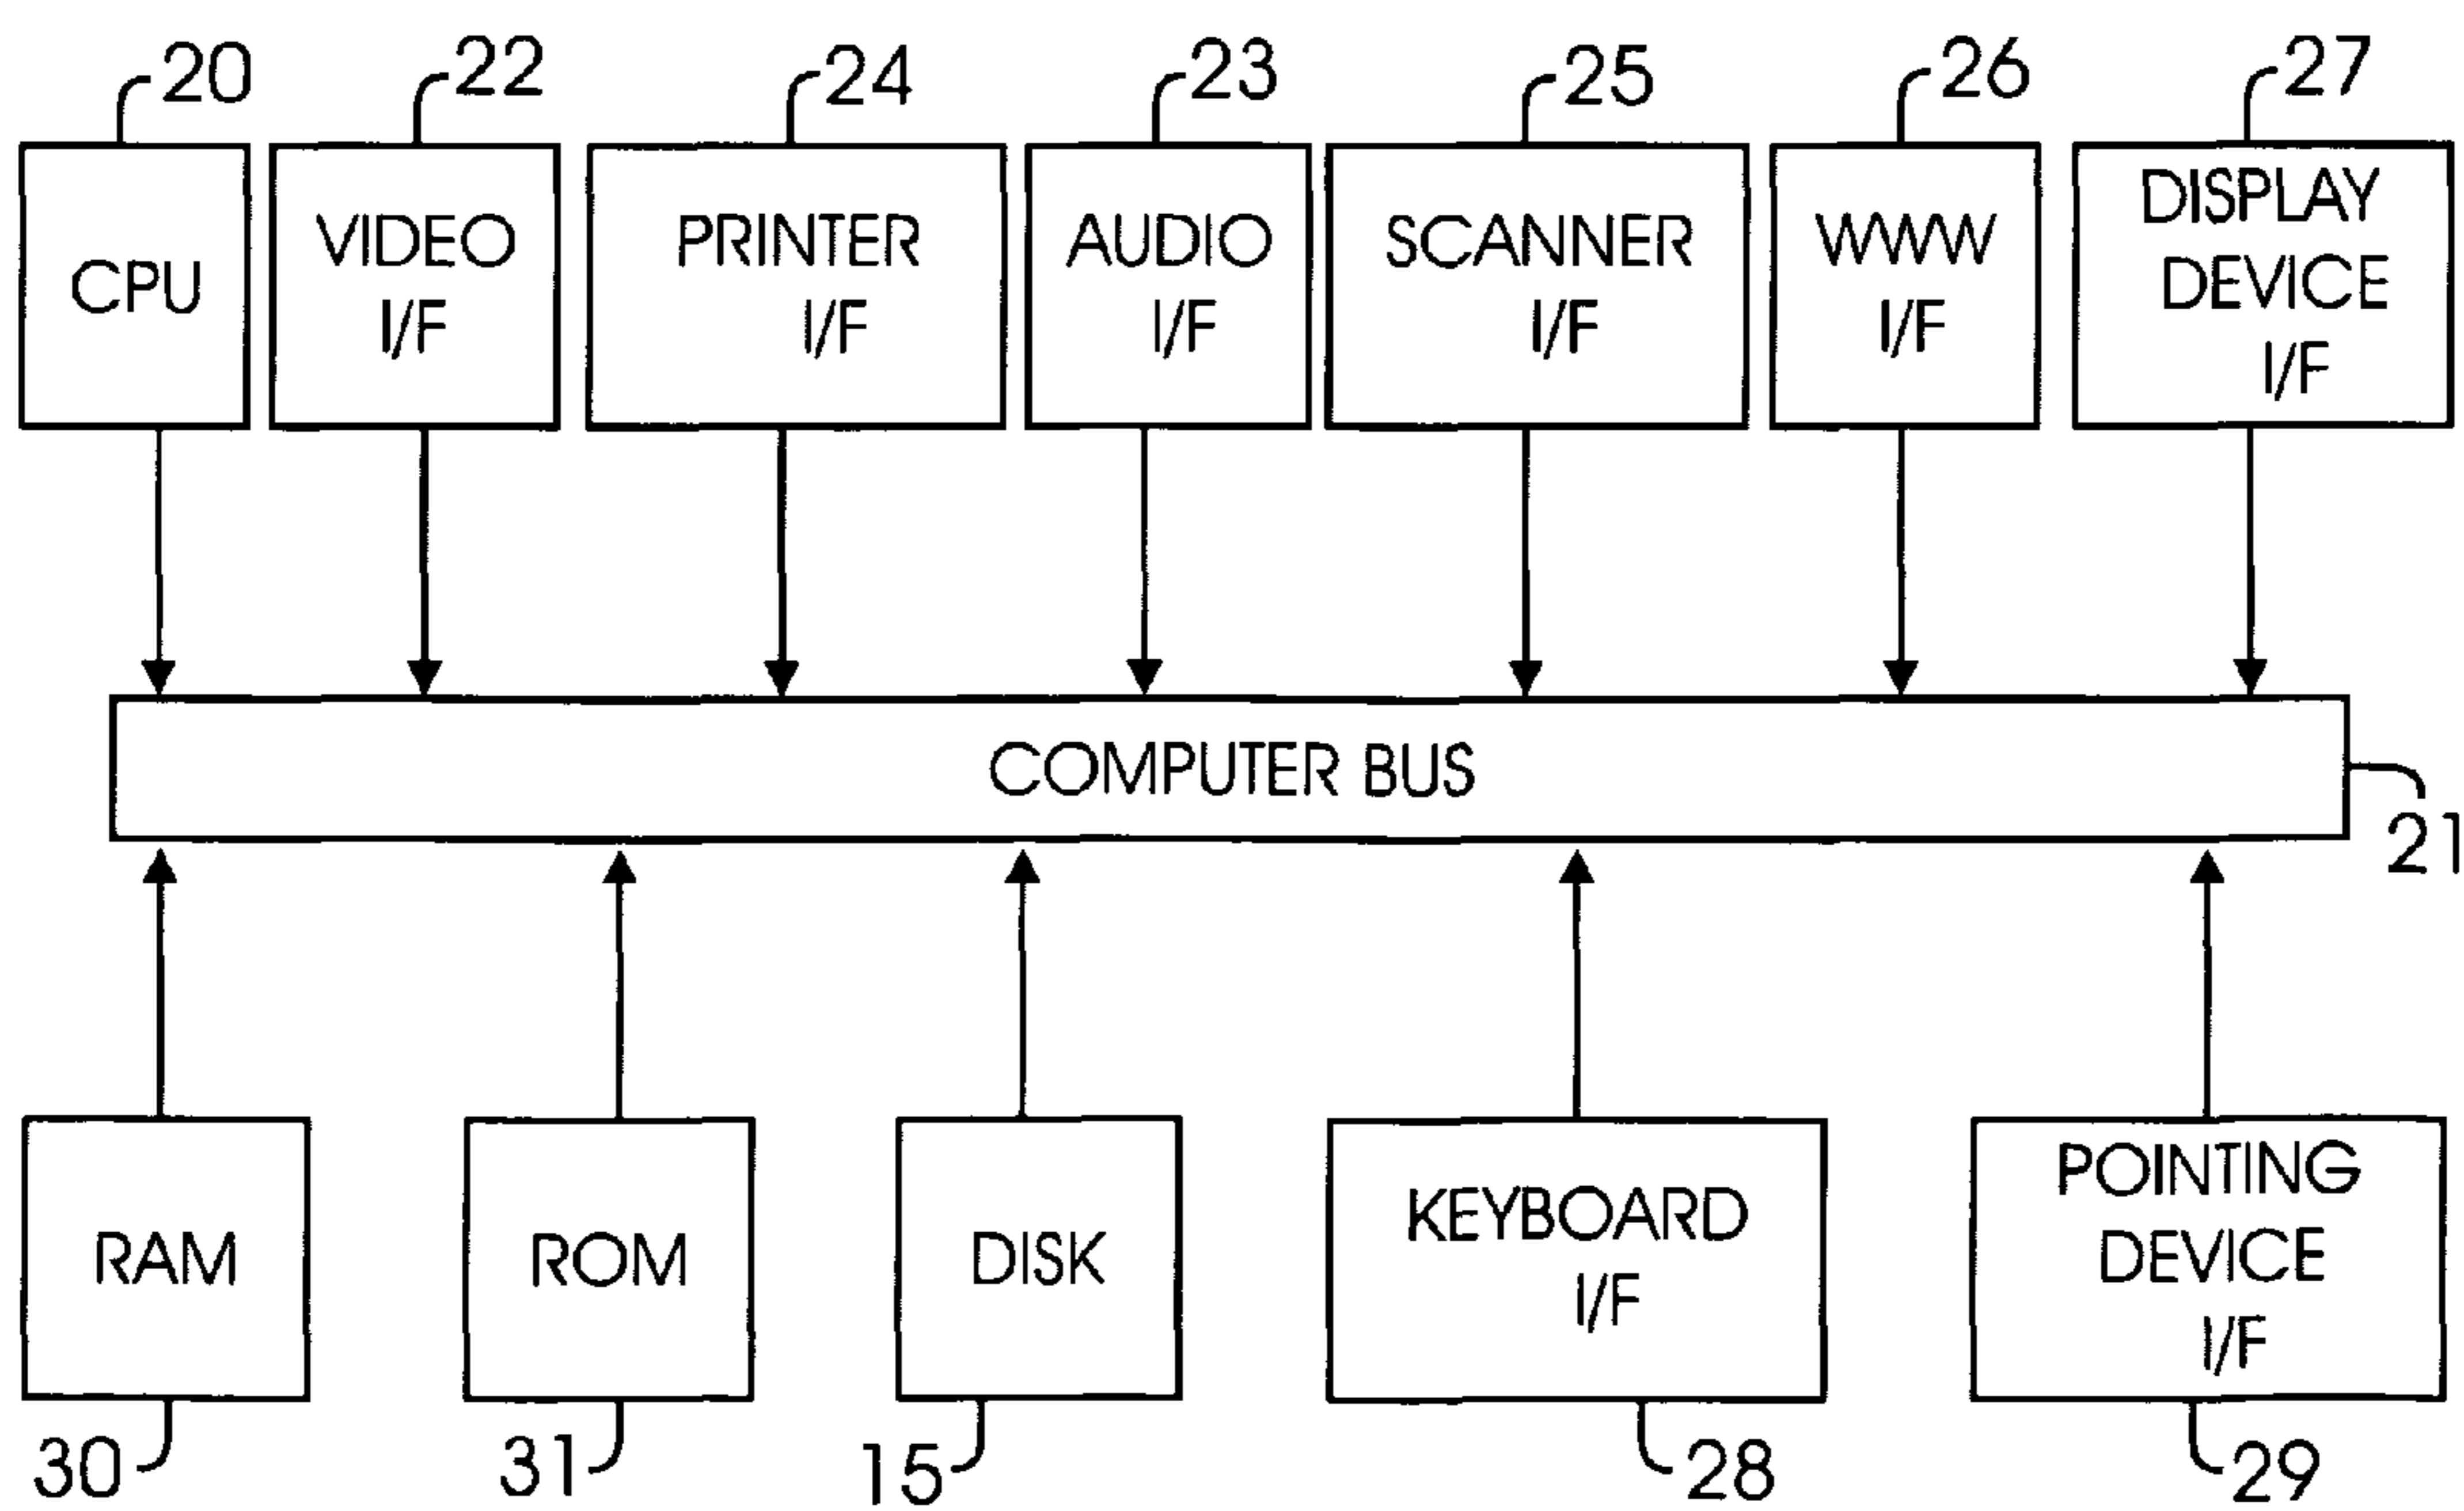 20
22
24
23
25
26
27
CPU
VIDEO
I/F
PRINTER
I/F
AUDIO
I/F
SCANNER
I/F
WWW
I/F
DISPLAY
DEVICE
I/F
COMPUTER BUS
21
RAM
ROM
DISK
KEYBOARD
I/F
POINTING
DEVICE
I/F
30
31
15
28
29